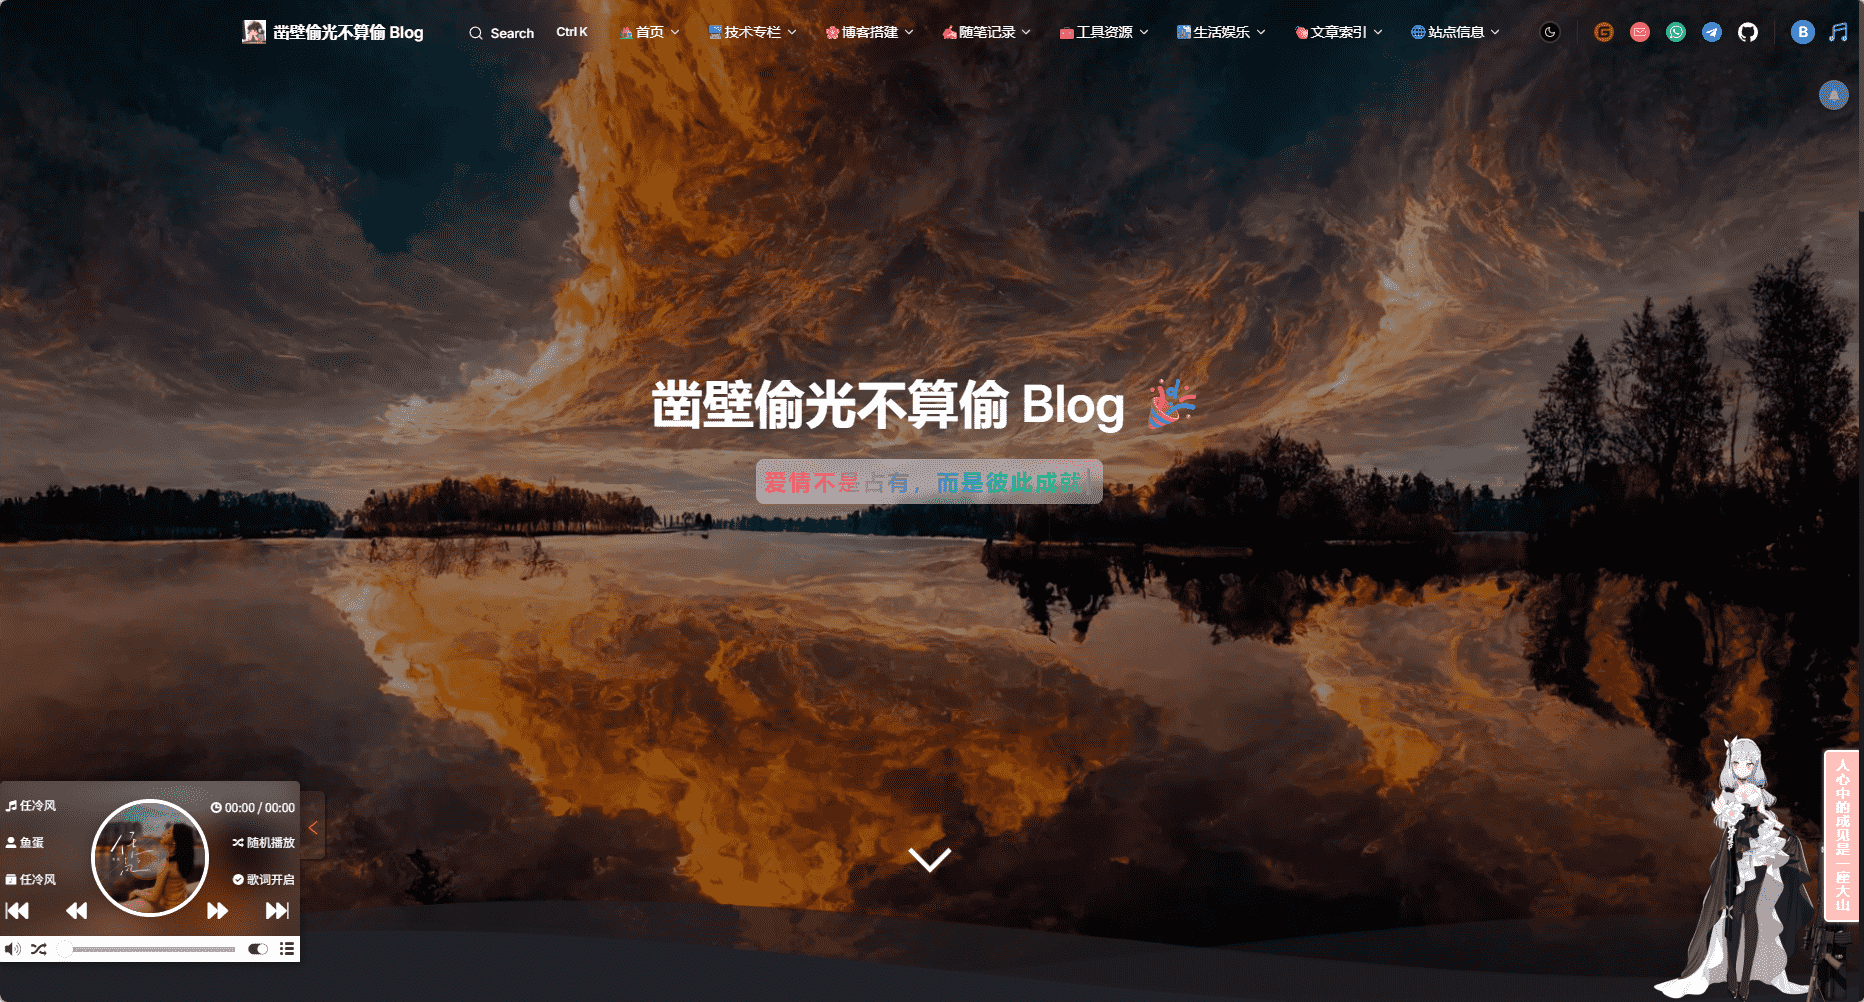 凿壁偷光不算偷 Blog
Search
Ctrl K
首页
技术专栏
博客搭建
随笔记录
工具资源
生活娱乐
文章索引
站点信息
B
凿壁偷光不算偷 Blog
爱情不是占有，而是彼此成就
任冷风
00:00 / 00:00
鱼蛋
随机播放
任冷风
歌词开启
人心中的成见是一座大山